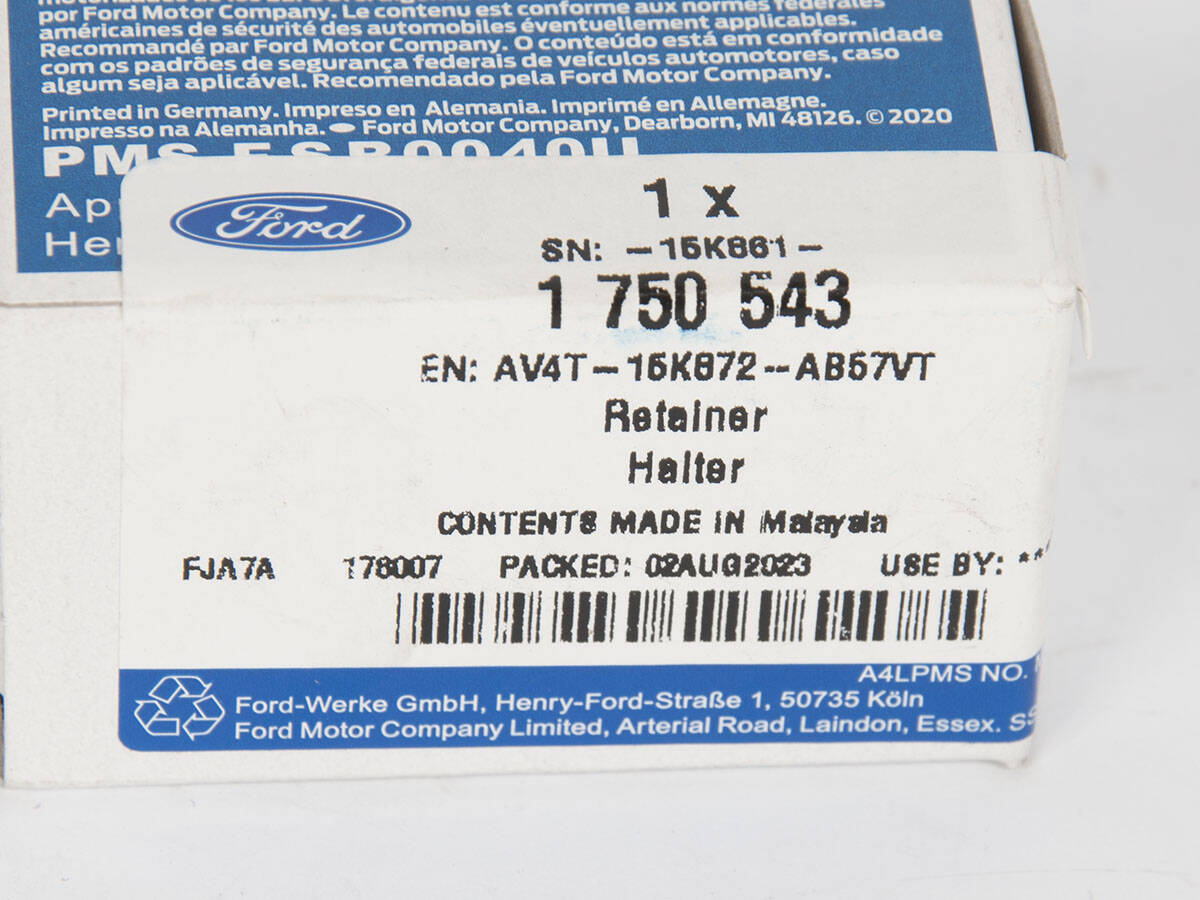 por Ford Motor Company. Le contenu est conforme aux normes fédérales
américaines de sécurité des automobiles éventuellement applicables.
Recommandé par Ford Motor Company. O conteúdo está em conformidade
com os padrões de segurança federais de veículos automotores, caso
algum seja aplicável. Recomendado pela Ford Motor Company.
Printed in Germany. Impreso en Alemania. Imprimé en Allemagne.
Impresso na Alemanha. Ford Motor Company, Dearborn, MI 48126. © 2020
PMS
Ford
1 x
SN: -15K861-
1 750 543
EN: AV4T-15K872--AB57VT
Retainer
Halter
CONTENTS MADE IN Malaysia
FJA7A 178007 PACKED: 02AUG2023 USE BY: **
A4LPMS NO.
Ford-Werke GmbH, Henry-Ford-Straße 1, 50735 Köln
Ford Motor Company Limited, Arterial Road, Laindon, Essex.